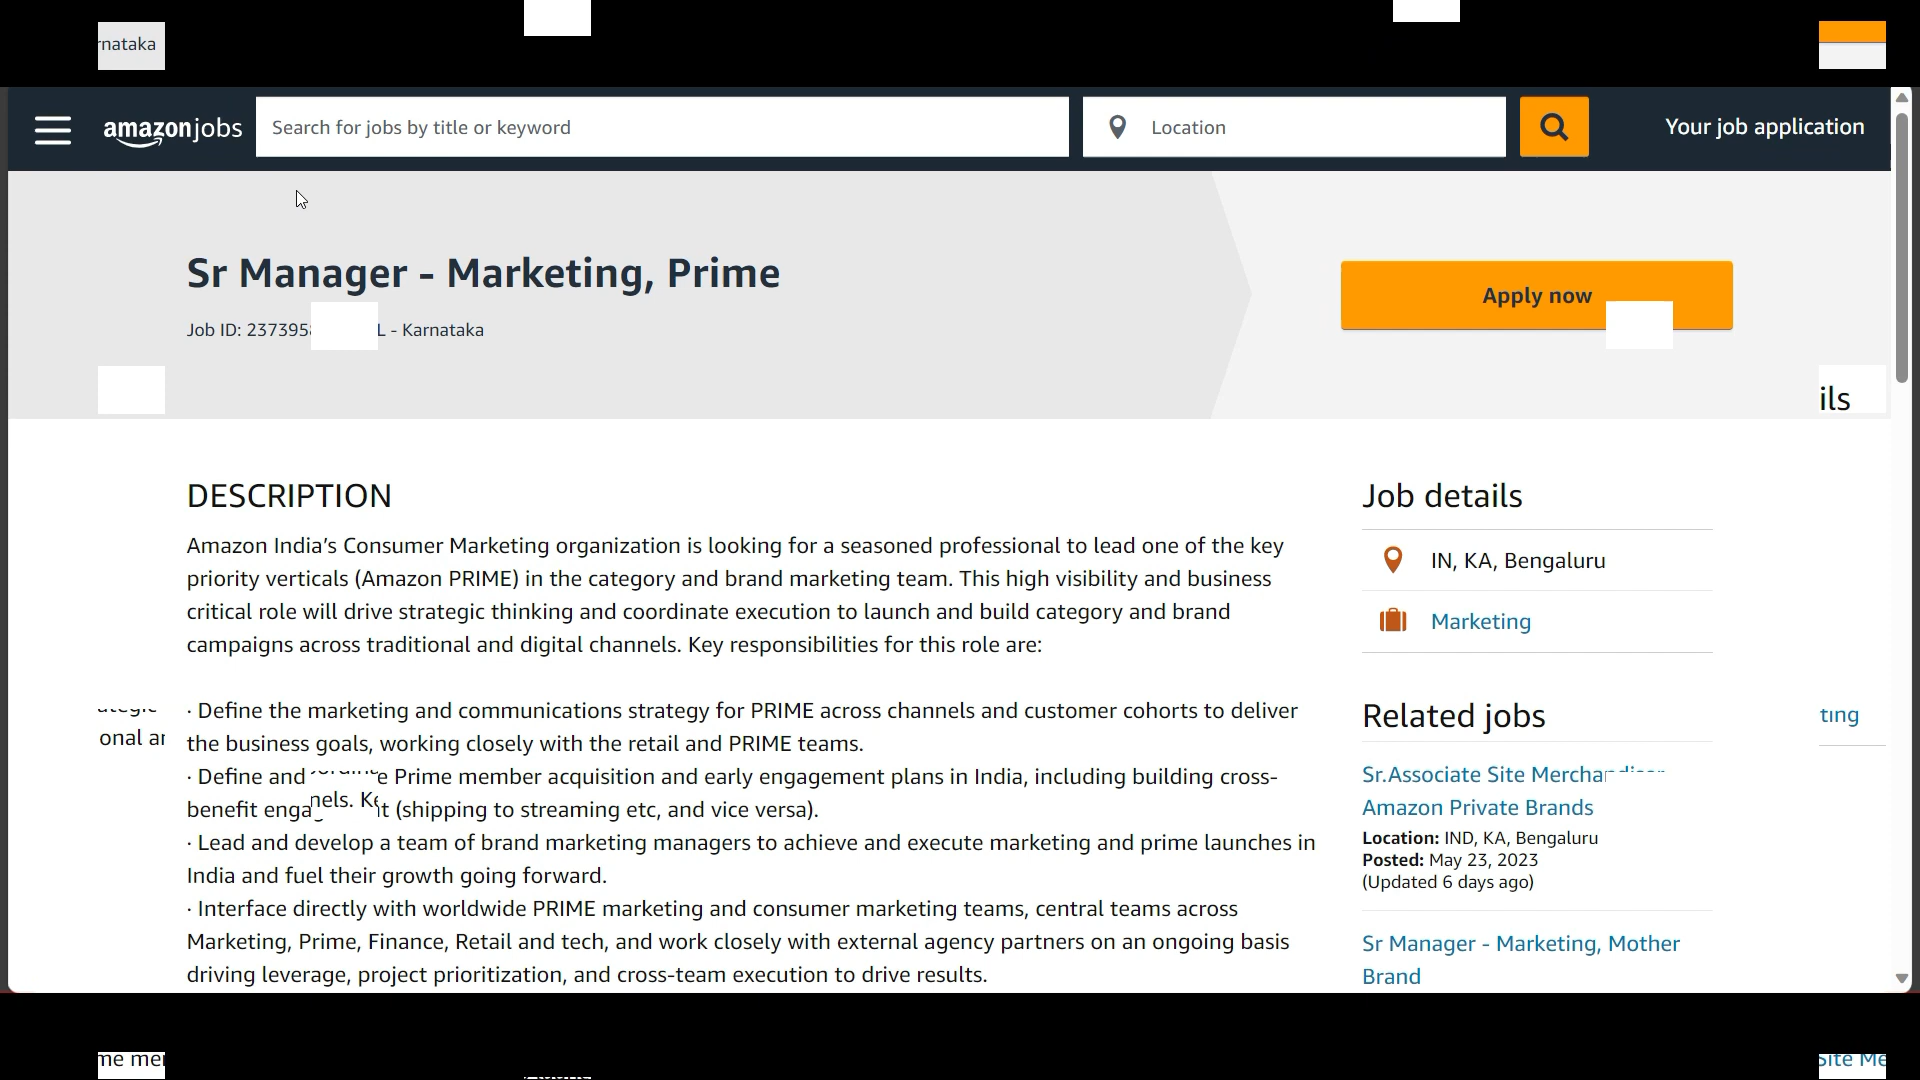 rnataka
amazon jobs
Search for jobs by title or keyword
Location
Your job application
Sr Manager - Marketing, Prime
Apply now
Job ID: - Karnataka
ils
DESCRIPTION
Amazon India's Consumer Marketing organization is looking for a seasoned professional to lead one of the key
priority verticals (Amazon PRIME) in the category and brand marketing team. This high visibility and business
critical role will drive strategic thinking and coordinate execution to launch and build category and brand
campaigns across traditional and digital channels. Key responsibilities for this role are:
· Define the marketing and communications strategy for PRIME across channels and customer cohorts to deliver
the business goals, working closely with the retail and PRIME teams.
· Define and Prime member acquisition and early engagement plans in India, including building cross-
benefit (shipping to streaming etc, and vice versa).
· Lead and develop a team of brand marketing managers to achieve and execute marketing and prime launches in
India and fuel their growth going forward.
· Interface directly with worldwide PRIME marketing and consumer marketing teams, central teams across
Marketing, Prime, Finance, Retail and tech, and work closely with external agency partners on an ongoing basis
driving leverage, project prioritization, and cross-team execution to drive results.
onal
nels.
Job details
IN, KA, Bengaluru
Marketing
Related jobs
Sr.Associate Site
Amazon Private Brands
Location: IND, KA, Bengaluru
Posted: May 23, 2023
(Updated 6 days ago)
Sr Manager - Marketing, Mother
Brand
ting
me
Site